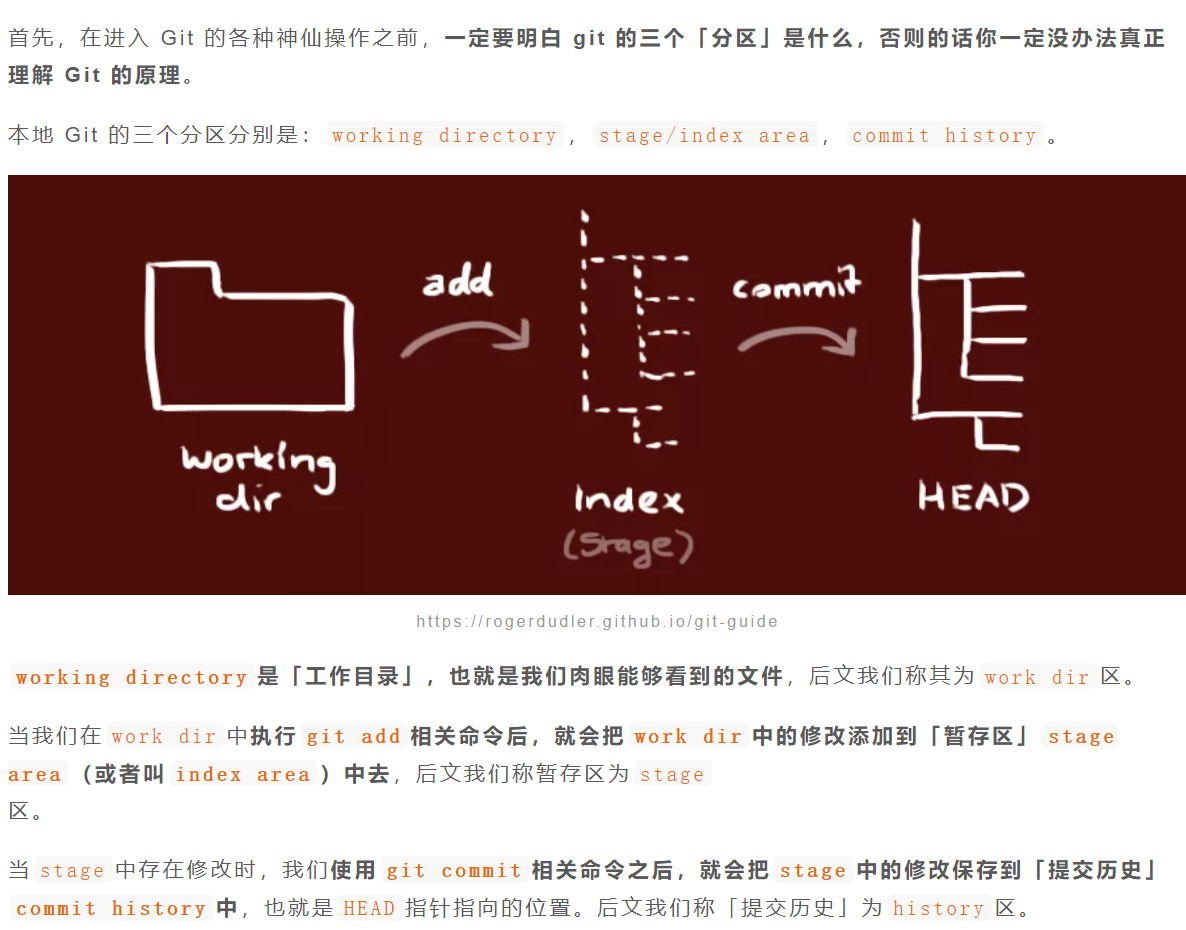 首先，在进入 Git 的各种神仙操作之前，一定要明白 git 的三个「分区」是什么，否则的话你一定没办法真正
理解 Git 的原理。
本地 Git 的三个分区分别是： working directory ， stage/index area ， commit history 。
add
commit
working
dir
Index
(Stage)
HEAD
https://rogerdudler.github.io/git-guide
working directory 是「工作目录」，也就是我们肉眼能够看到的文件，后文我们称其为 work dir 区。
当我们在 work dir 中执行 git add 相关命令后，就会把 work dir 中的修改添加到「暂存区」 stage
area （或者叫 index area ）中去，后文我们称暂存区为 stage
区。
当 stage 中存在修改时，我们使用 git commit 相关命令之后，就会把 stage 中的修改保存到「提交历史」
commit history 中，也就是 HEAD 指针指向的位置。后文我们称「提交历史」为 history 区。